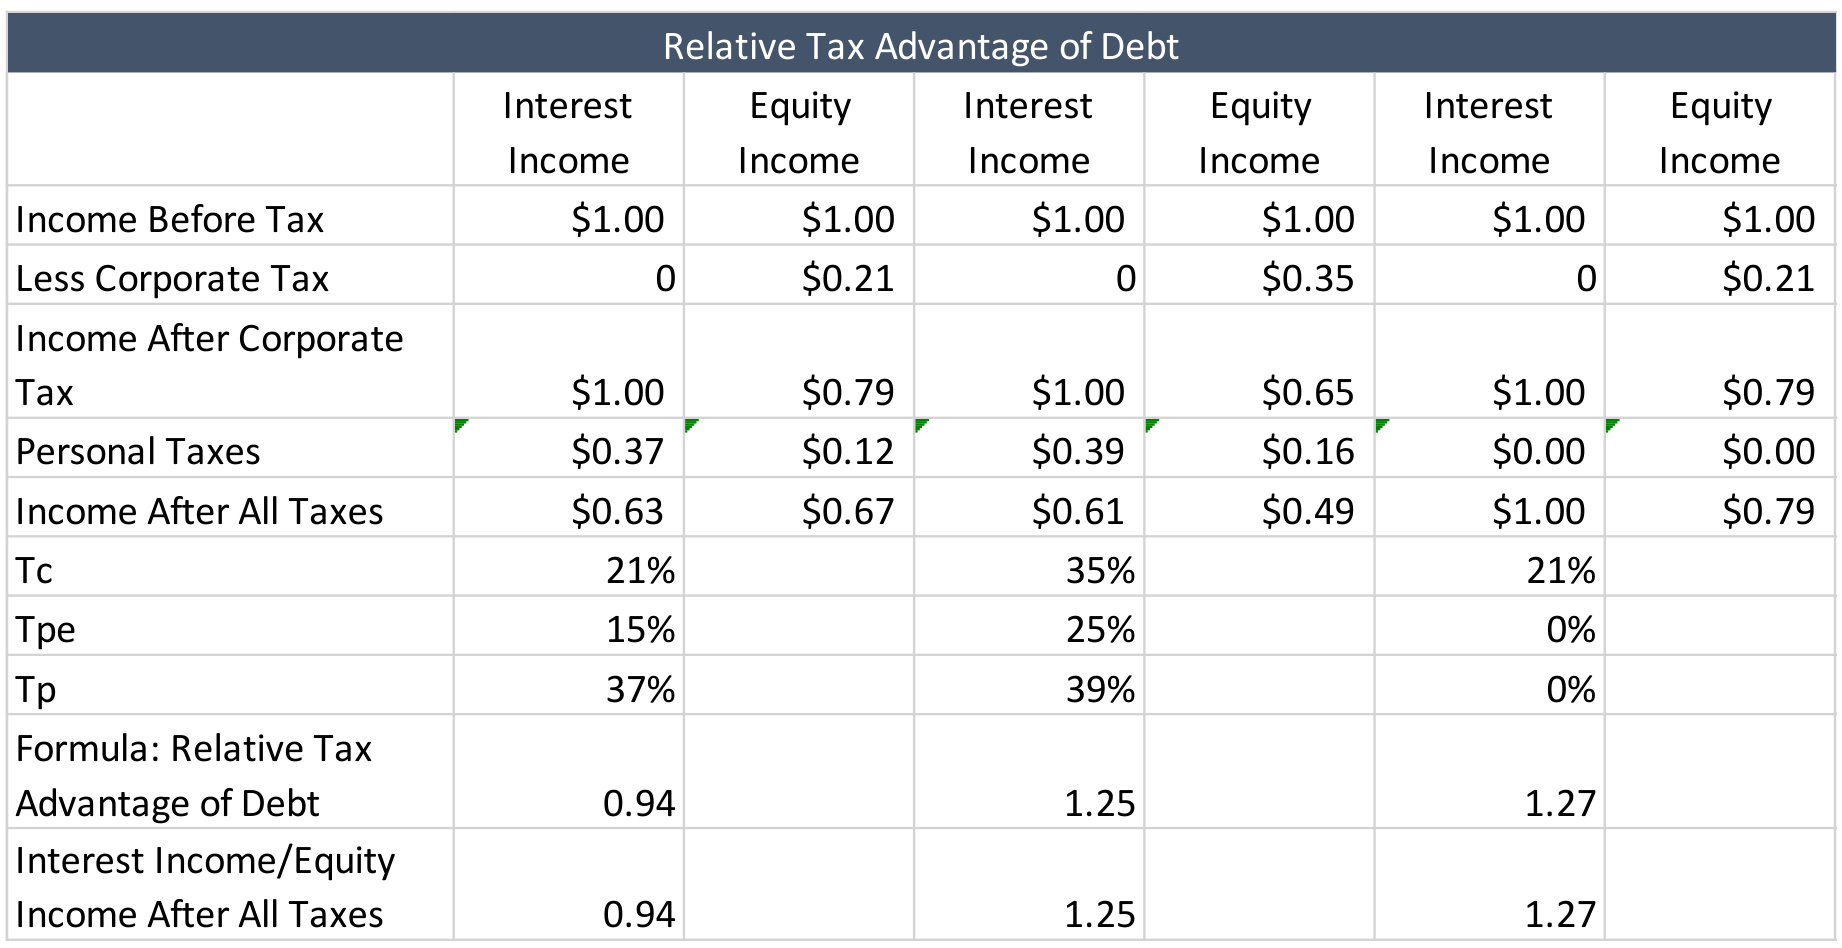 Relative Tax Advantage of Debt
Interest Income Equity Income Interest Income Equity Income Interest Income Equity Income
Income Before Tax $1.00 $1.00 $1.00 $1.00 $1.00 $1.00
Less Corporate Tax 0 $0.21 0 $0.35 0 $0.21
Income After Corporate
Tax $1.00 $0.79 $1.00 $0.65 $1.00 $0.79
Personal Taxes $0.37 $0.12 $0.39 $0.16 $0.00 $0.00
Income After All Taxes $0.63 $0.67 $0.61 $0.49 $1.00 $0.79
Tc 21% 35% 21%
Tpe 15% 25% 0%
Tp 37% 39% 0%
Formula: Relative Tax
Advantage of Debt 0.94 1.25 1.27
Interest Income/Equity
Income After All Taxes 0.94 1.25 1.27